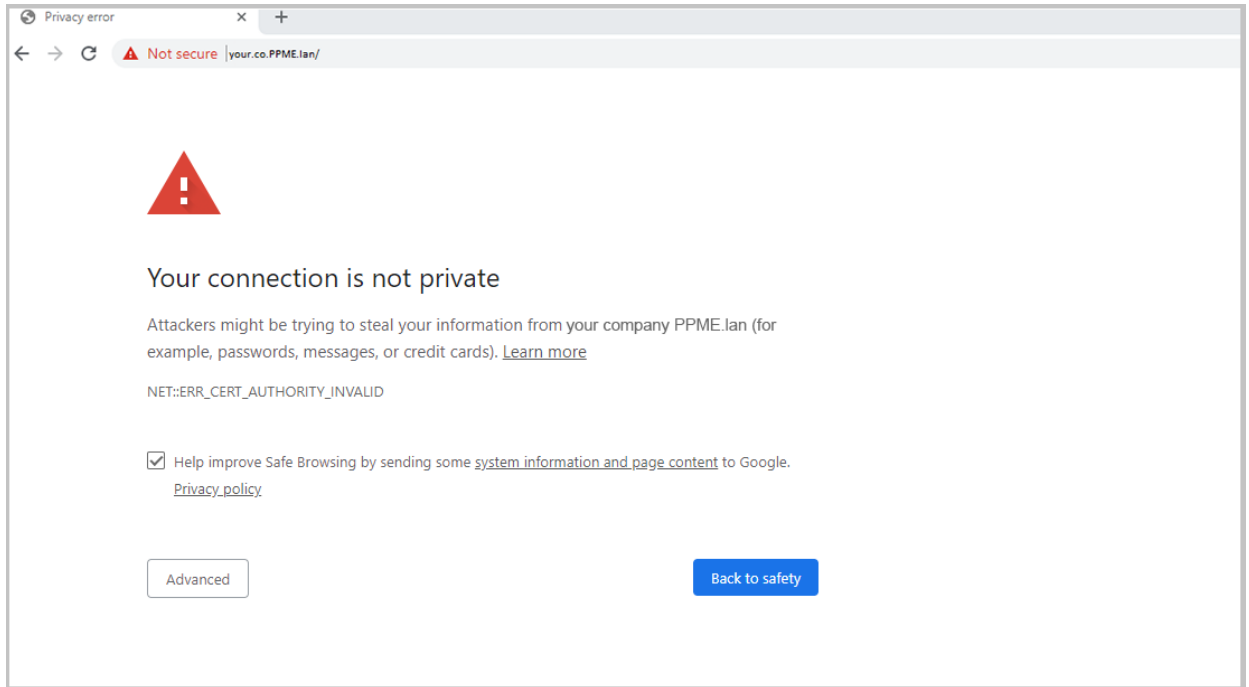 Privacy error
Not secure your.co.PPME.lan/
Your connection is not private
Attackers might be trying to steal your information from your company PPME.lan (for
example, passwords, messages, or credit cards). Learn more
NET::ERR_CERT_AUTHORITY_INVALID
Help improve Safe Browsing by sending some system information and page content to Google.
Privacy policy
Advanced
Back to safety